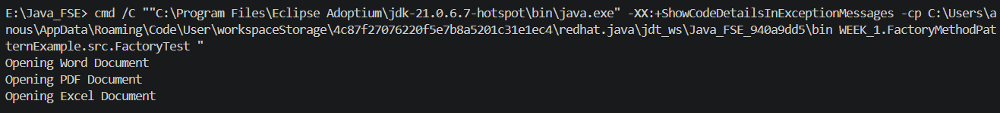 E:\Java_FSE> cmd /C ""C:\Program Files\Eclipse Adoptium\jdk-21.0.6.7-hotspot\bin\java.exe" -XX:+ShowCodeDetailsInExceptionMessages -cp C:\Users\a
nous\AppData\Roaming\Code\User\workspaceStorage\4c87f27076220f5e7b8a5201c31e1ec4\redhat.java\jdt_ws\Java_FSE_940a9dd5\bin WEEK_1.FactoryMethodPat
ternExample.src.FactoryTest "
Opening Word Document
Opening PDF Document
Opening Excel Document